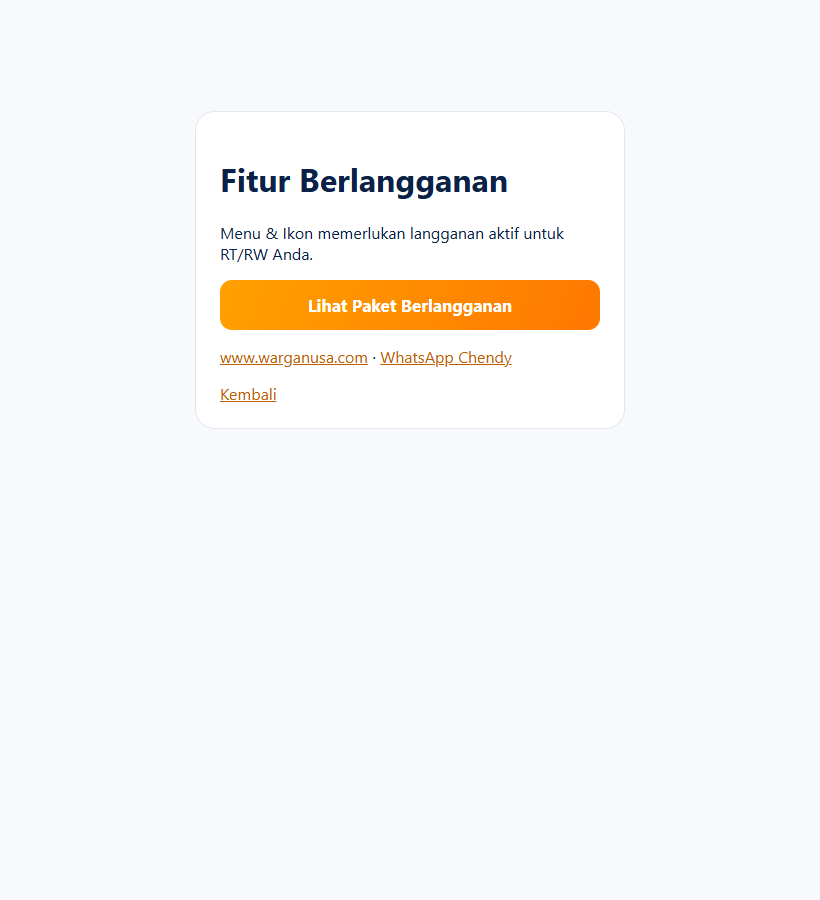 Fitur Berlangganan
Menu & Ikon memerlukan langganan aktif untuk
RT/RW Anda.
Lihat Paket Berlangganan
www.warganusa.com · WhatsApp Chendy
Kembali